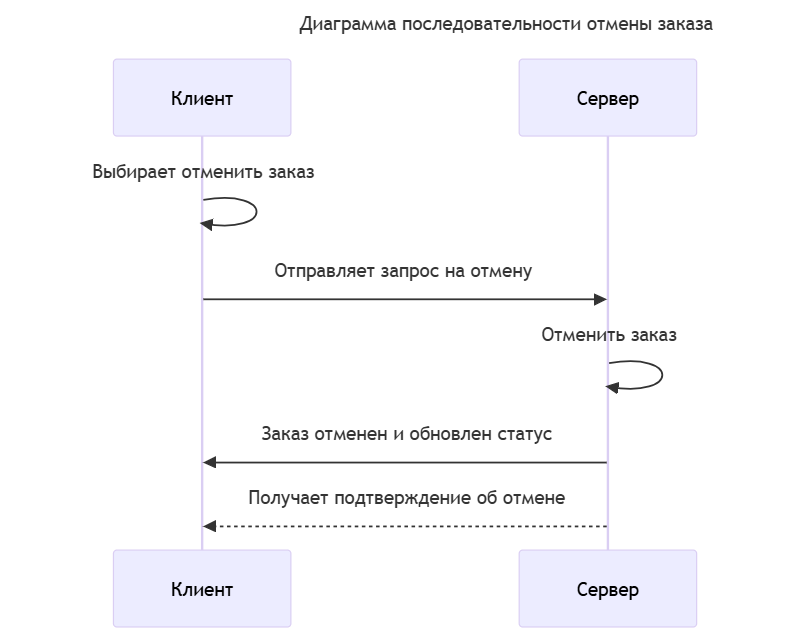 Диаграмма последовательности отмены заказа
Клиент
Сервер
Выбирает отменить заказ
Отправляет запрос на отмену
Отменить заказ
Заказ отменен и обновлен статус
Получает подтверждение об отмене
Клиент
Сервер